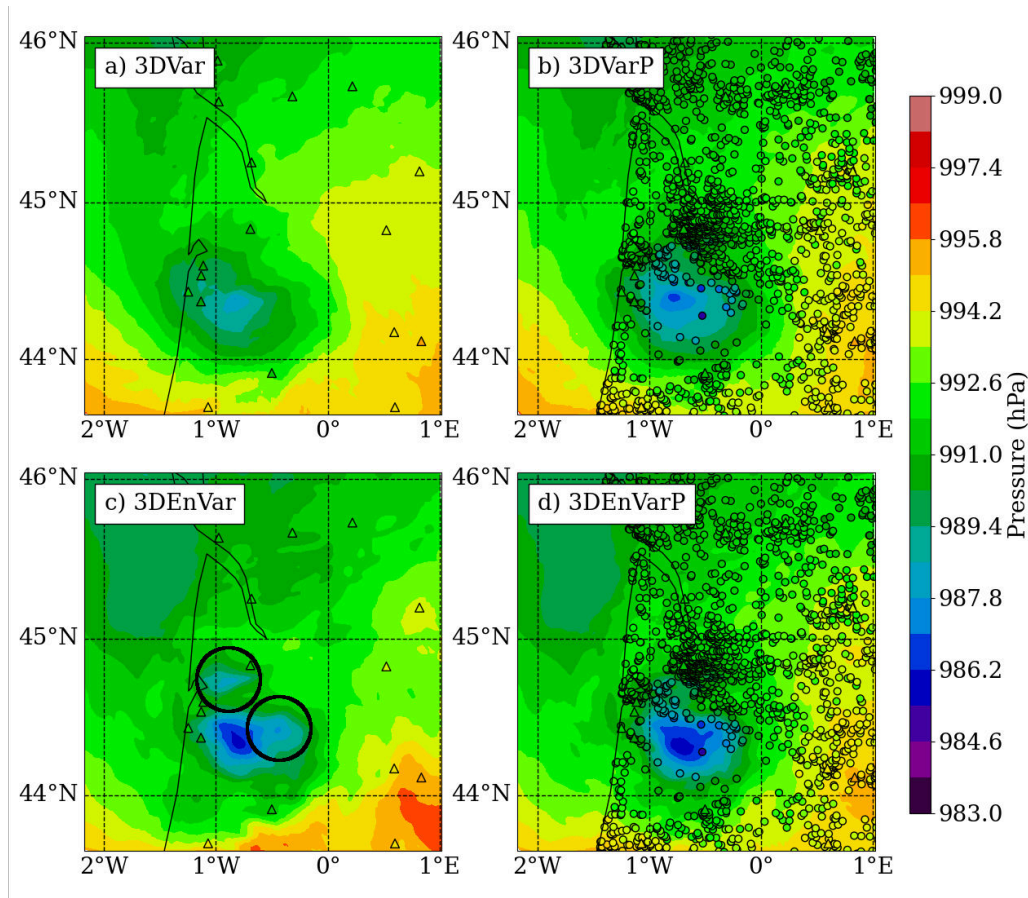 a) 3DVar
46°N
45°N
44°N
2°W 1°W 0 1°E
b) 3DVarP
46°N
45°N
44°N
2°W 1°W 0 1°E
c) 3DEnVar
46°N
45°N
44°N
2°W 1°W 0 1°E
d) 3DEnVarP
46°N
45°N
44°N
2°W 1°W 0 1°E
999.0
997.4
995.8
994.2
992.6
991.0
989.4
987.8
986.2
984.6
983.0
Pressure (hPa)